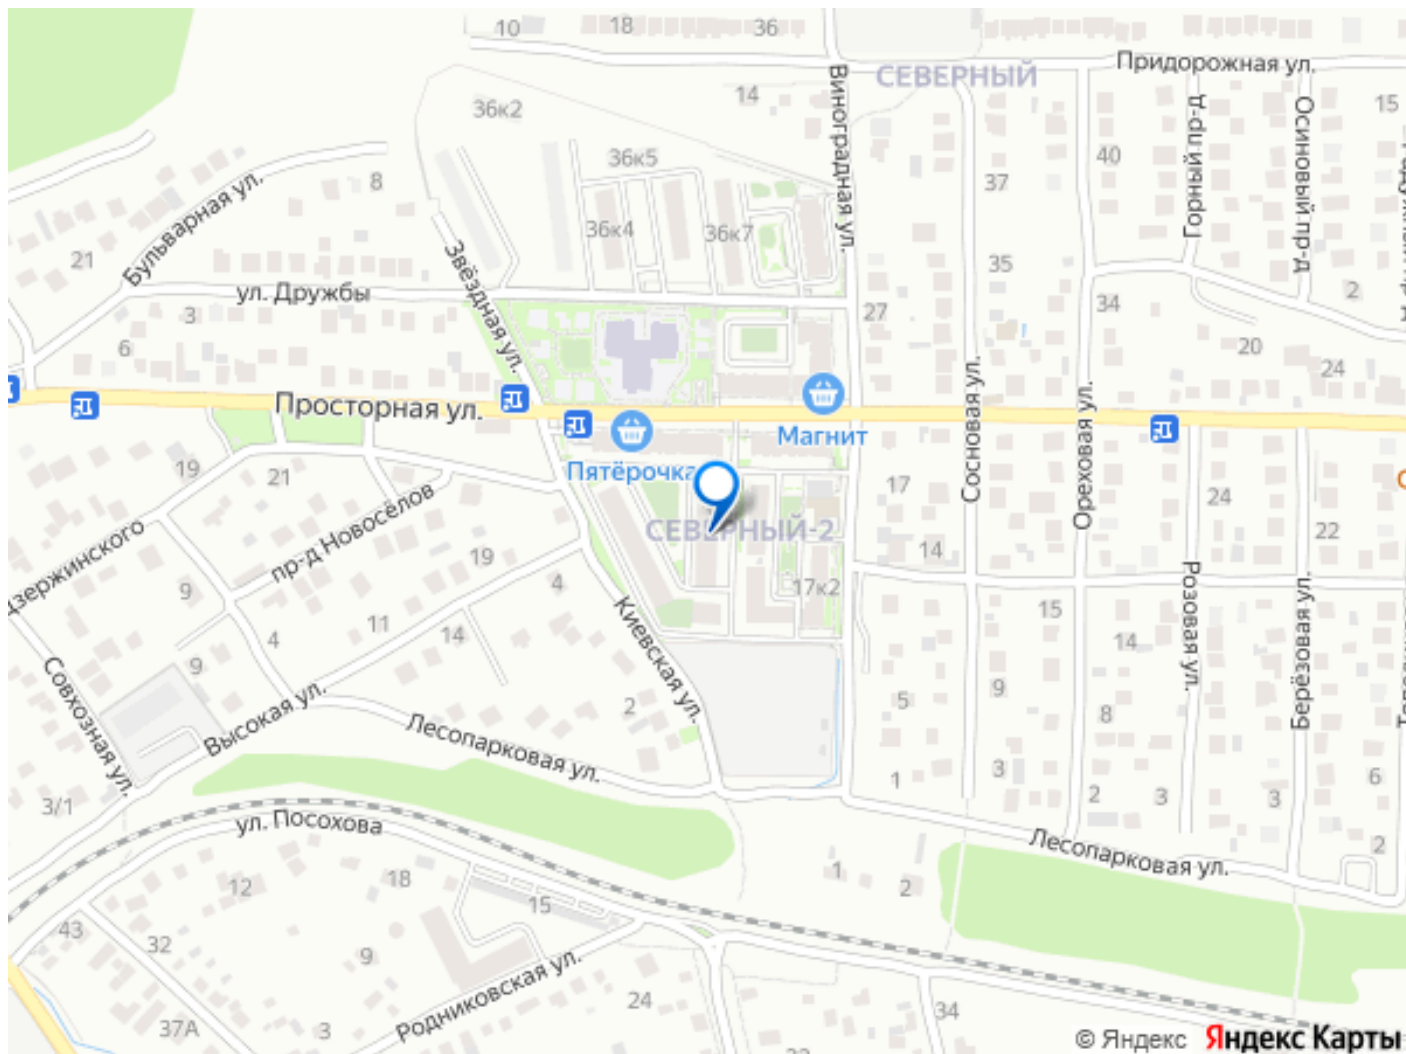 10
18
36
Придорожная ул.
СЕВЕРНЫЙ
Виноградная ул.
14
15
36к2
Горный пр-д
Осиновый пр-д
40
36к5
37
8
Бульварная ул.
36к4
36к7
21
Звёздная ул.
35
ул. Дружбы
2
3
27
34
6
20
24
Сосновая ул.
Ореховая ул.
Просторная ул.
Магнит
Пятёрочка
19
21
17
24
пр-д Новосёлов
СЕВЕРНЫЙ-2
22
14
19
4
17к2
9
Киевская ул.
Розовая ул.
Берёзовая ул.
15
11
14
4
14
9
Совхозная ул.
9
5
2
8
Высокая ул.
Лесопарковая ул.
3
1
6
3/1
2
3
3
ул. Посохова
2
Лесопарковая ул.
1
2
18
12
15
43
32
9
Родниковская ул.
24
34
37А
3
© Яндекс Яндекс Карты